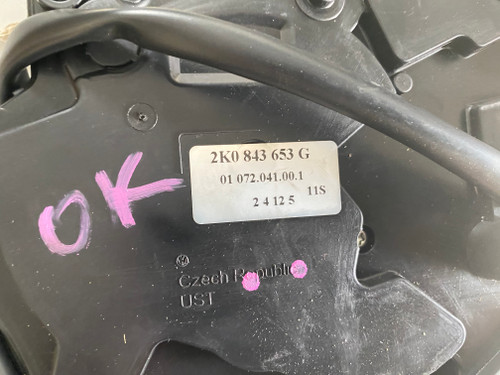 2K0 843 653 G
01 072.041.00.1
11S
2 4 12 5
OK
Czech Republic
UST